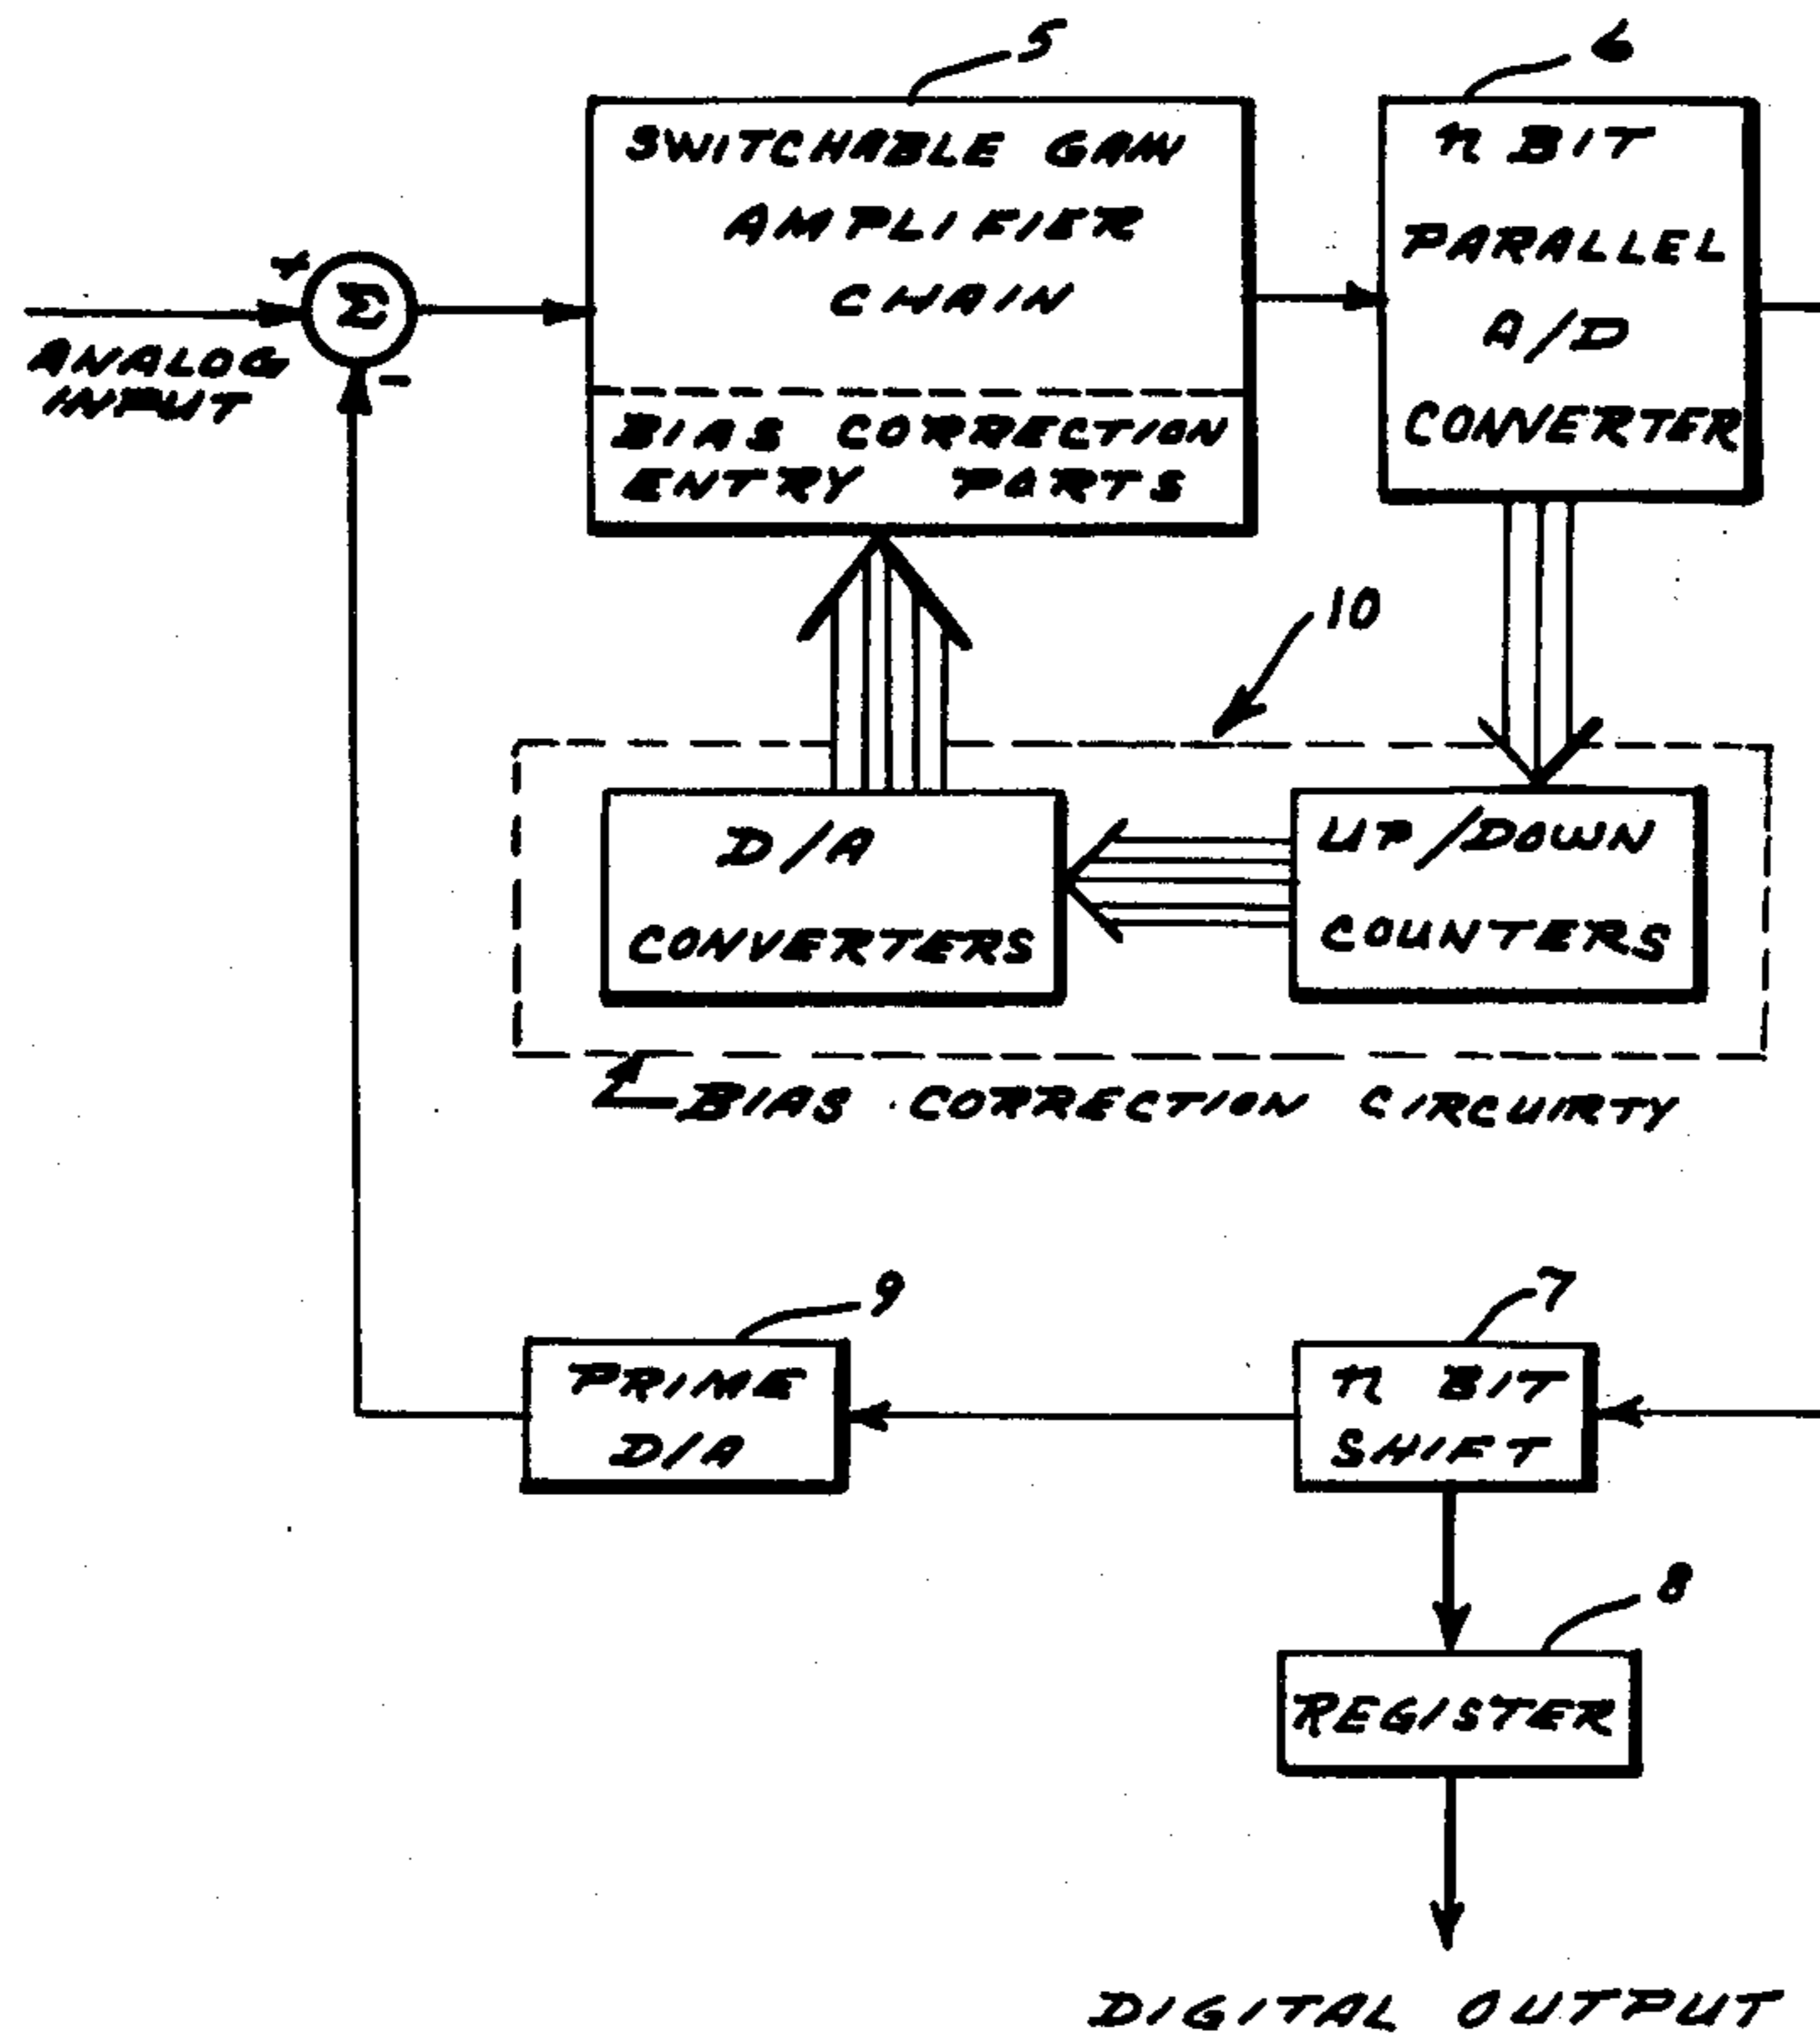 5
6
SWITCHABLE GAIN
AMPLIFIER
CHAIN
BIAS CORRECTION
ENTRY PARTS
n BIT
PARALLEL
A/D
CONVERTER
+
Σ
-
ANALOG
INPUT
10
D/A
CONVERTERS
UP/DOWN
COUNTERS
BIAS CORRECTION CIRCUIRTY
9
7
PRIME
D/A
n BIT
SHIFT
8
REGISTER
DIGITAL OUTPUT